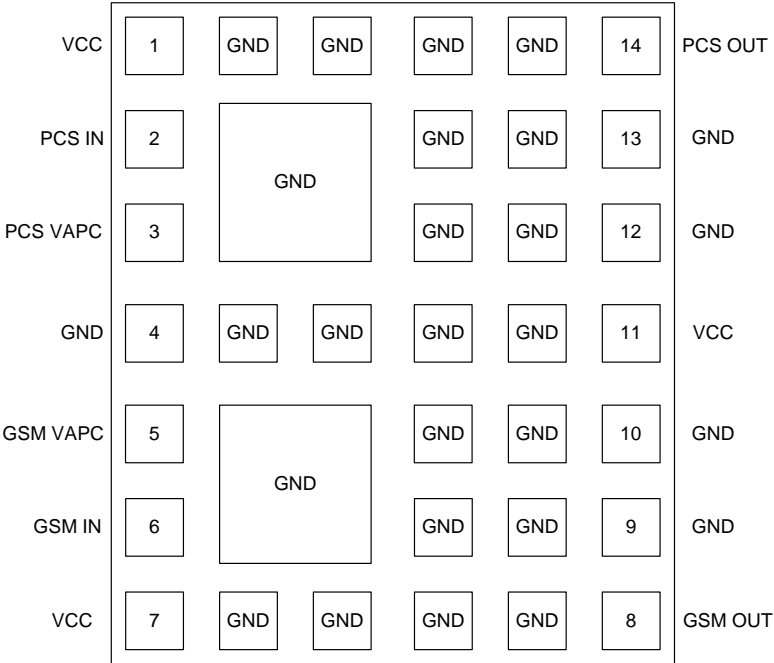 VCC 1 GND GND GND GND 14 PCS OUT
PCS IN 2 GND GND 13 GND
GND
PCS VAPC 3 GND GND 12 GND
GND 4 GND GND GND GND 11 VCC
GSM VAPC 5 GND GND 10 GND
GND
GSM IN 6 GND GND 9 GND
VCC 7 GND GND GND GND 8 GSM OUT